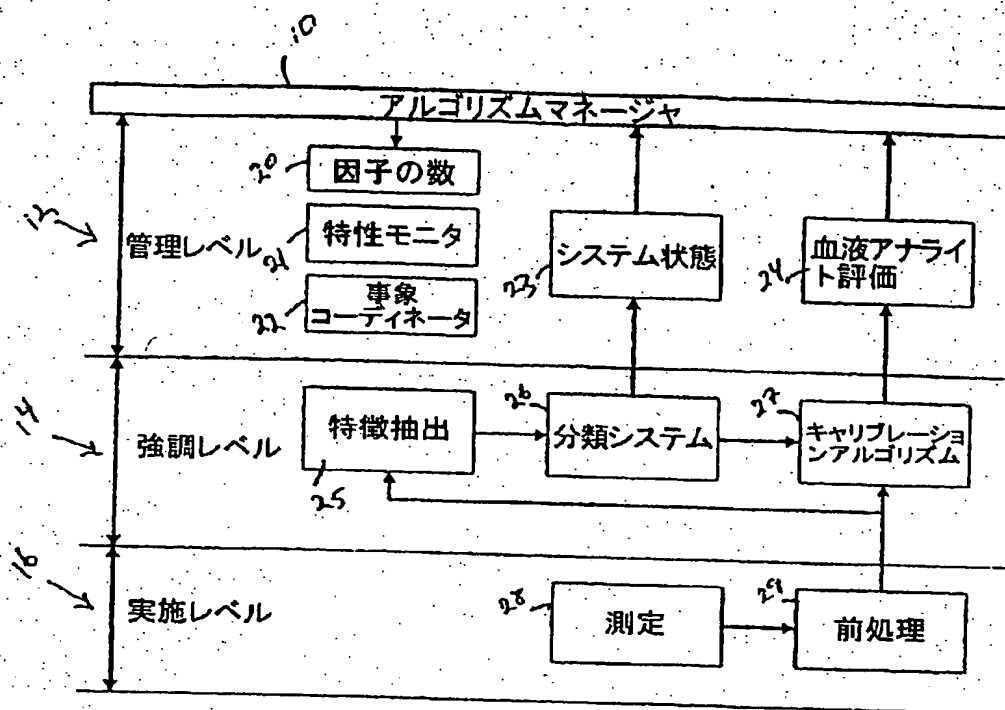 10
アルゴリズムマネージャ
20
因子の数
12
管理レベル
21
特性モニタ
22
事象
コーディネータ
23
システム状態
24
血液アナライ
ト評価
14
強調レベル
特徴抽出
25
26
分類システム
27
キャリブレーショ
ンアルゴリズム
16
実施レベル
28
測定
29
前処理